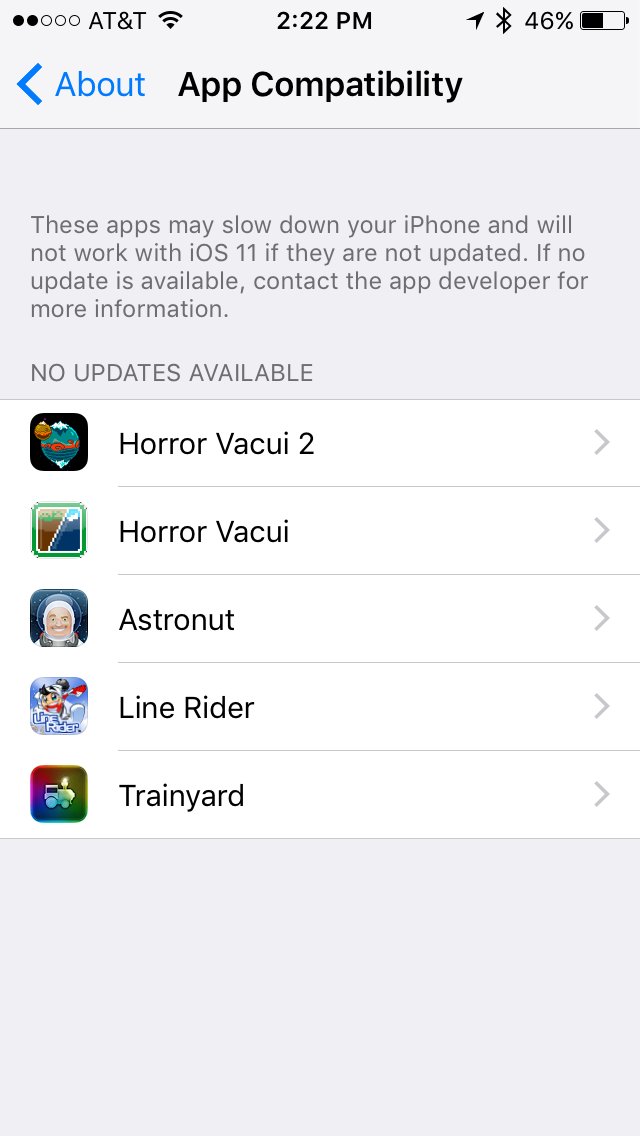 AT&T 2:22 PM 46%
About App Compatibility
These apps may slow down your iPhone and will
not work with iOS 11 if they are not updated. If no
update is available, contact the app developer for
more information.
NO UPDATES AVAILABLE
Horror Vacui 2
Horror Vacui
Astronut
Line Rider
Line
Rider
Trainyard